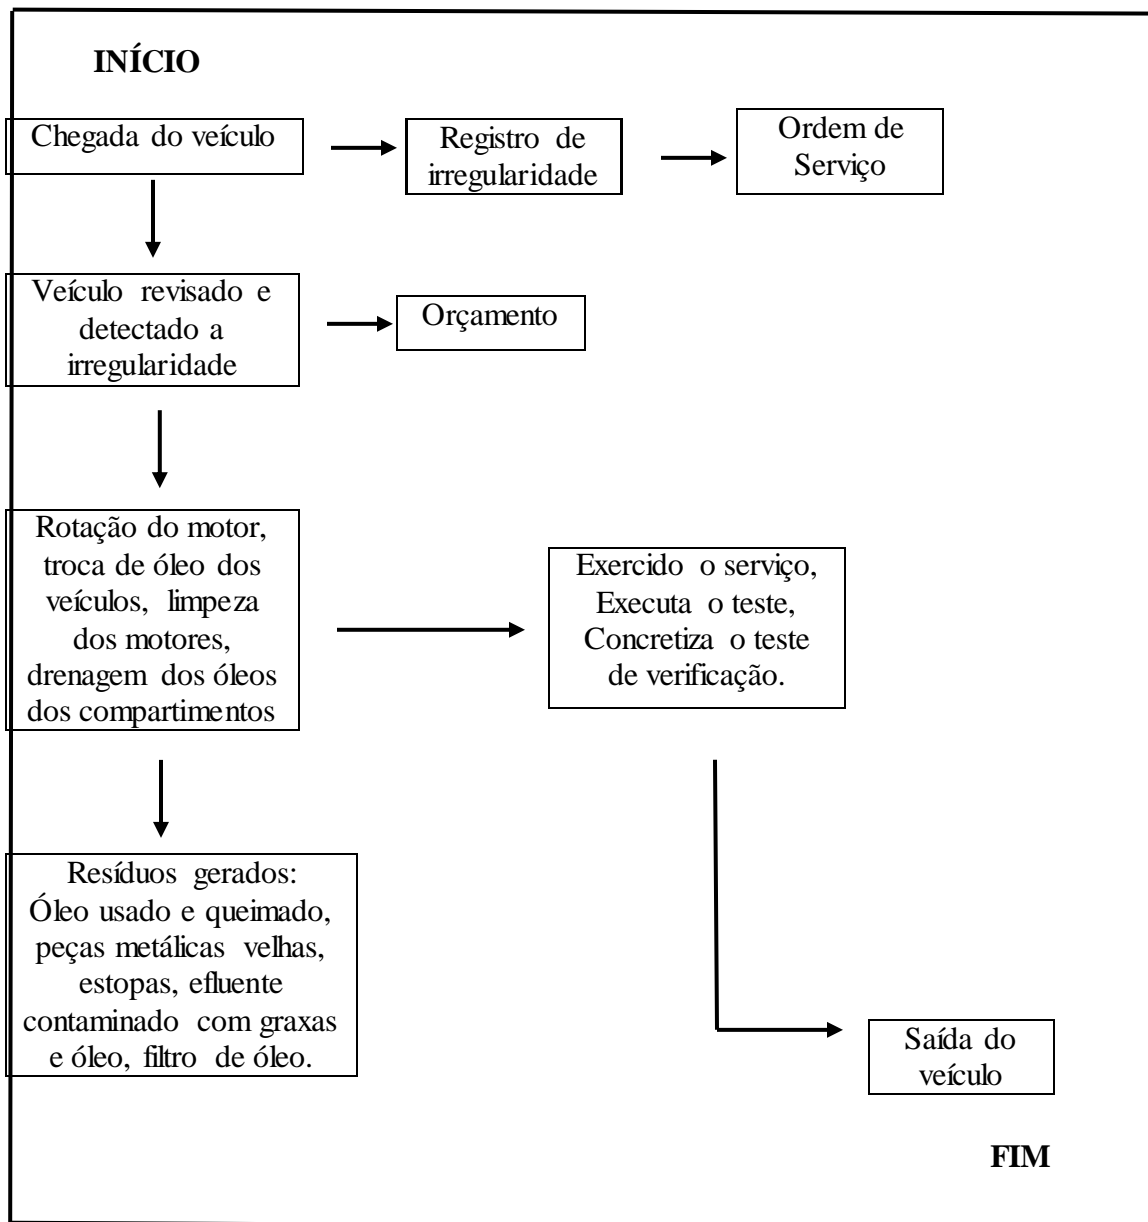 INÍCIO
Chegada do veículo
Registro de
irregularidade
Ordem de
Serviço
Veículo revisado e
detectado a
irregularidade
Orçamento
Rotação do motor,
troca de óleo dos
veículos, limpeza
dos motores,
drenagem dos óleos
dos compartimentos
Exercido o serviço,
Executa o teste,
Concretiza o teste
de verificação.
Resíduos gerados:
Óleo usado e queimado,
peças metálicas velhas,
estopas, efluente
contaminado com graxas
e óleo, filtro de óleo.
Saída do
veículo
FIM